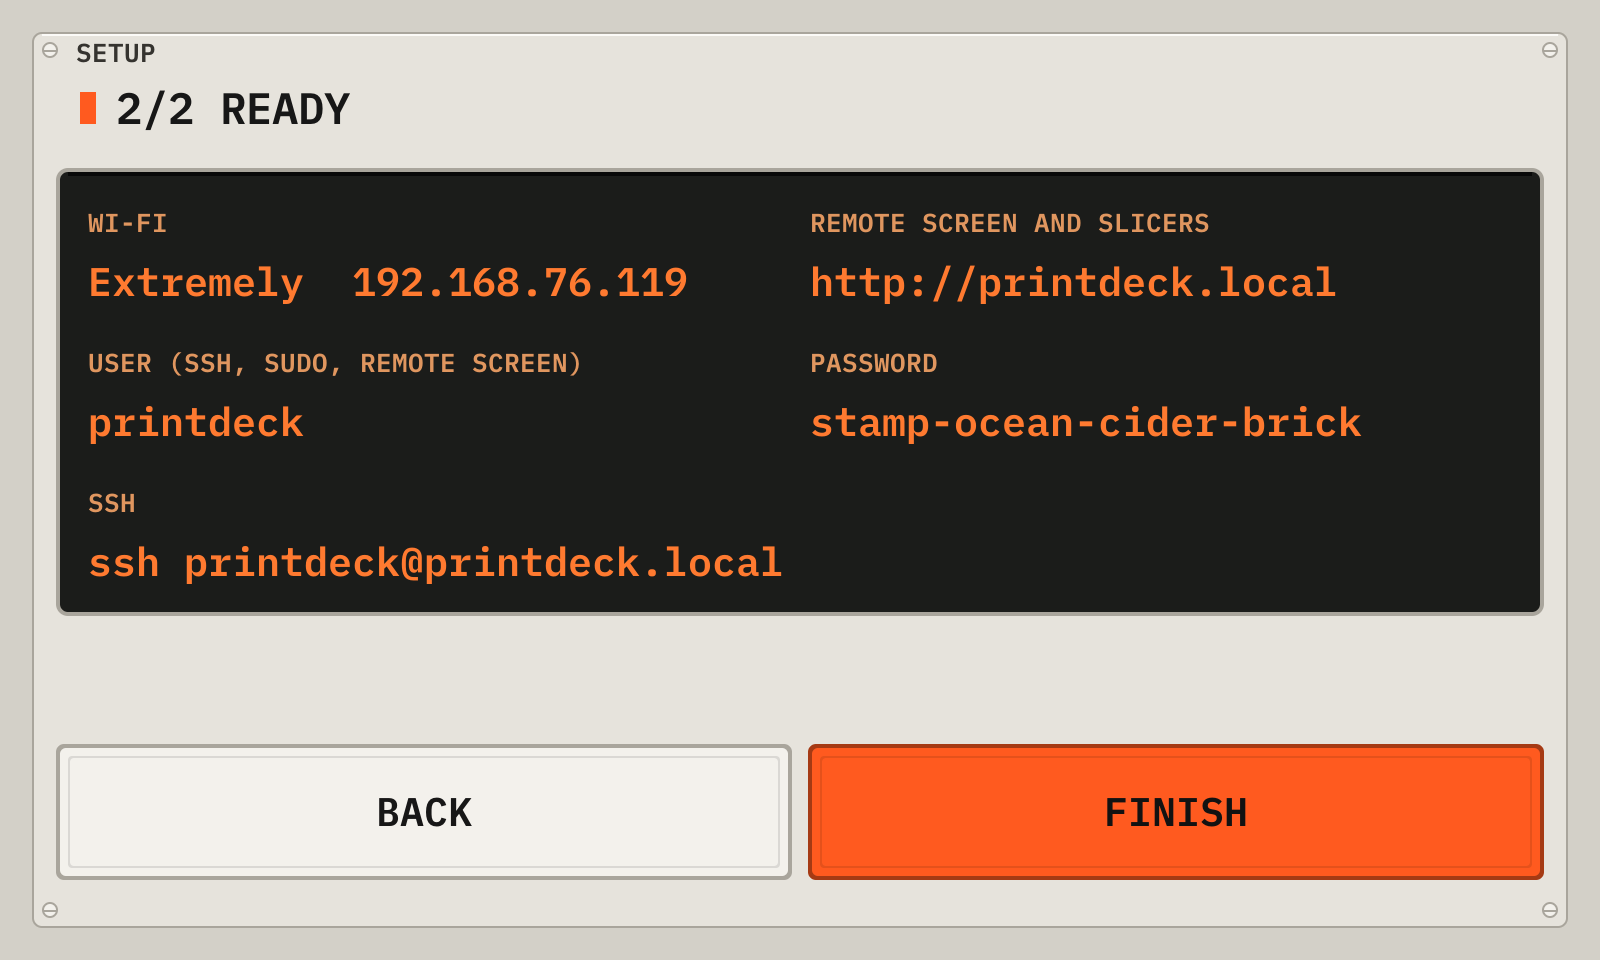 SETUP
2/2 READY
WI-FI
Extremely  192.168.76.119
REMOTE SCREEN AND SLICERS
http://printdeck.local
USER (SSH, SUDO, REMOTE SCREEN)
printdeck
PASSWORD
stamp-ocean-cider-brick
SSH
ssh printdeck@printdeck.local
BACK
FINISH